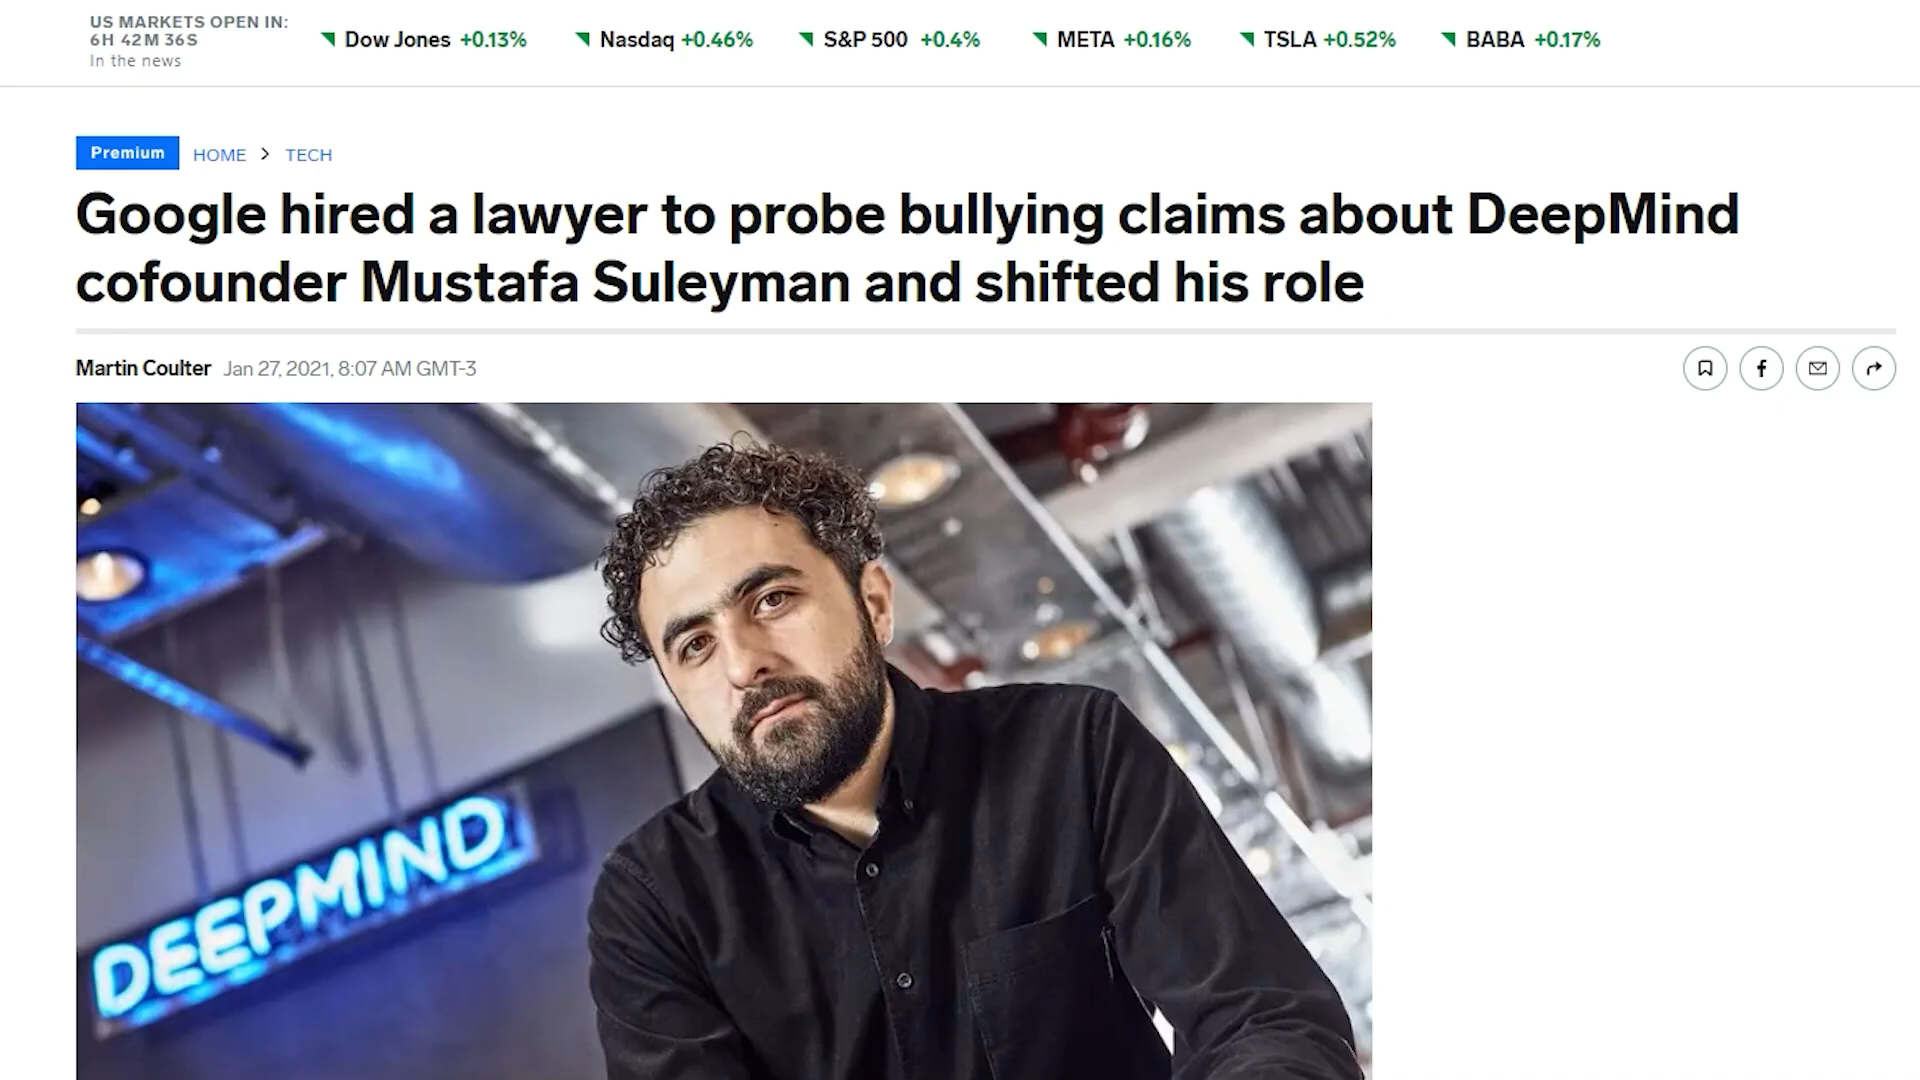 US MARKETS OPEN IN:
6H 42M 36S
In the news
Dow Jones +0.13% Nasdaq +0.46% S&P 500 +0.4% META +0.16% TSLA +0.52% BABA +0.17%
Premium HOME > TECH
Google hired a lawyer to probe bullying claims about DeepMind
cofounder Mustafa Suleyman and shifted his role
Martin Coulter Jan 27, 2021, 8:07 AM GMT-3
DEEPMIND